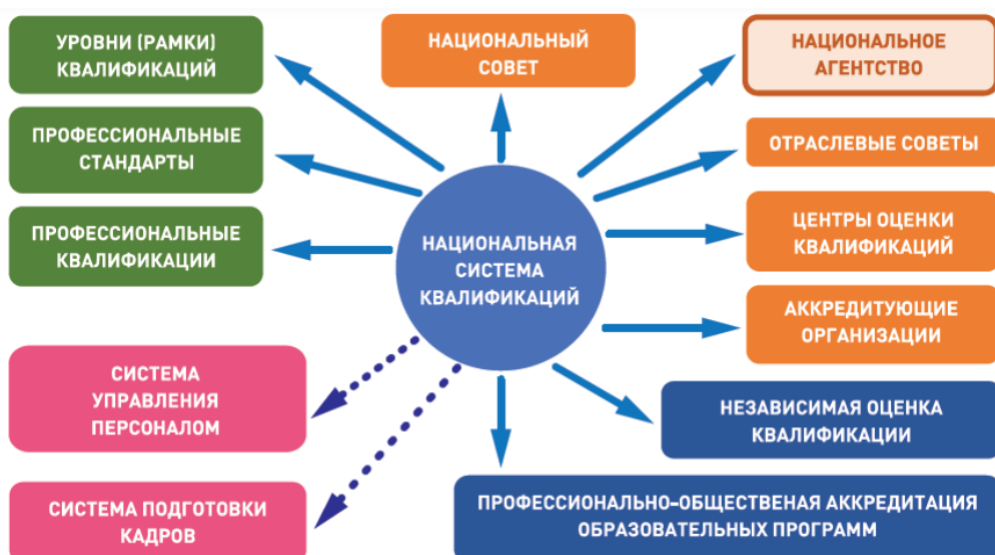 УРОВНИ (РАМКИ)
КВАЛИФИКАЦИЙ
НАЦИОНАЛЬНЫЙ
СОВЕТ
НАЦИОНАЛЬНОЕ
АГЕНТСТВО
ПРОФЕССИОНАЛЬНЫЕ
СТАНДАРТЫ
ОТРАСЛЕВЫЕ СОВЕТЫ
ПРОФЕССИОНАЛЬНЫЕ
КВАЛИФИКАЦИИ
НАЦИОНАЛЬНАЯ
СИСТЕМА
КВАЛИФИКАЦИЙ
ЦЕНТРЫ ОЦЕНКИ
КВАЛИФИКАЦИЙ
АККРЕДИТУЮЩИЕ
ОРГАНИЗАЦИИ
СИСТЕМА
УПРАВЛЕНИЯ
ПЕРСОНАЛОМ
НЕЗАВИСИМАЯ ОЦЕНКА
КВАЛИФИКАЦИИ
СИСТЕМА ПОДГОТОВКИ
КАДРОВ
ПРОФЕССИОНАЛЬНО-ОБЩЕСТВЕНАЯ АККРЕДИТАЦИЯ
ОБРАЗОВАТЕЛЬНЫХ ПРОГРАММ